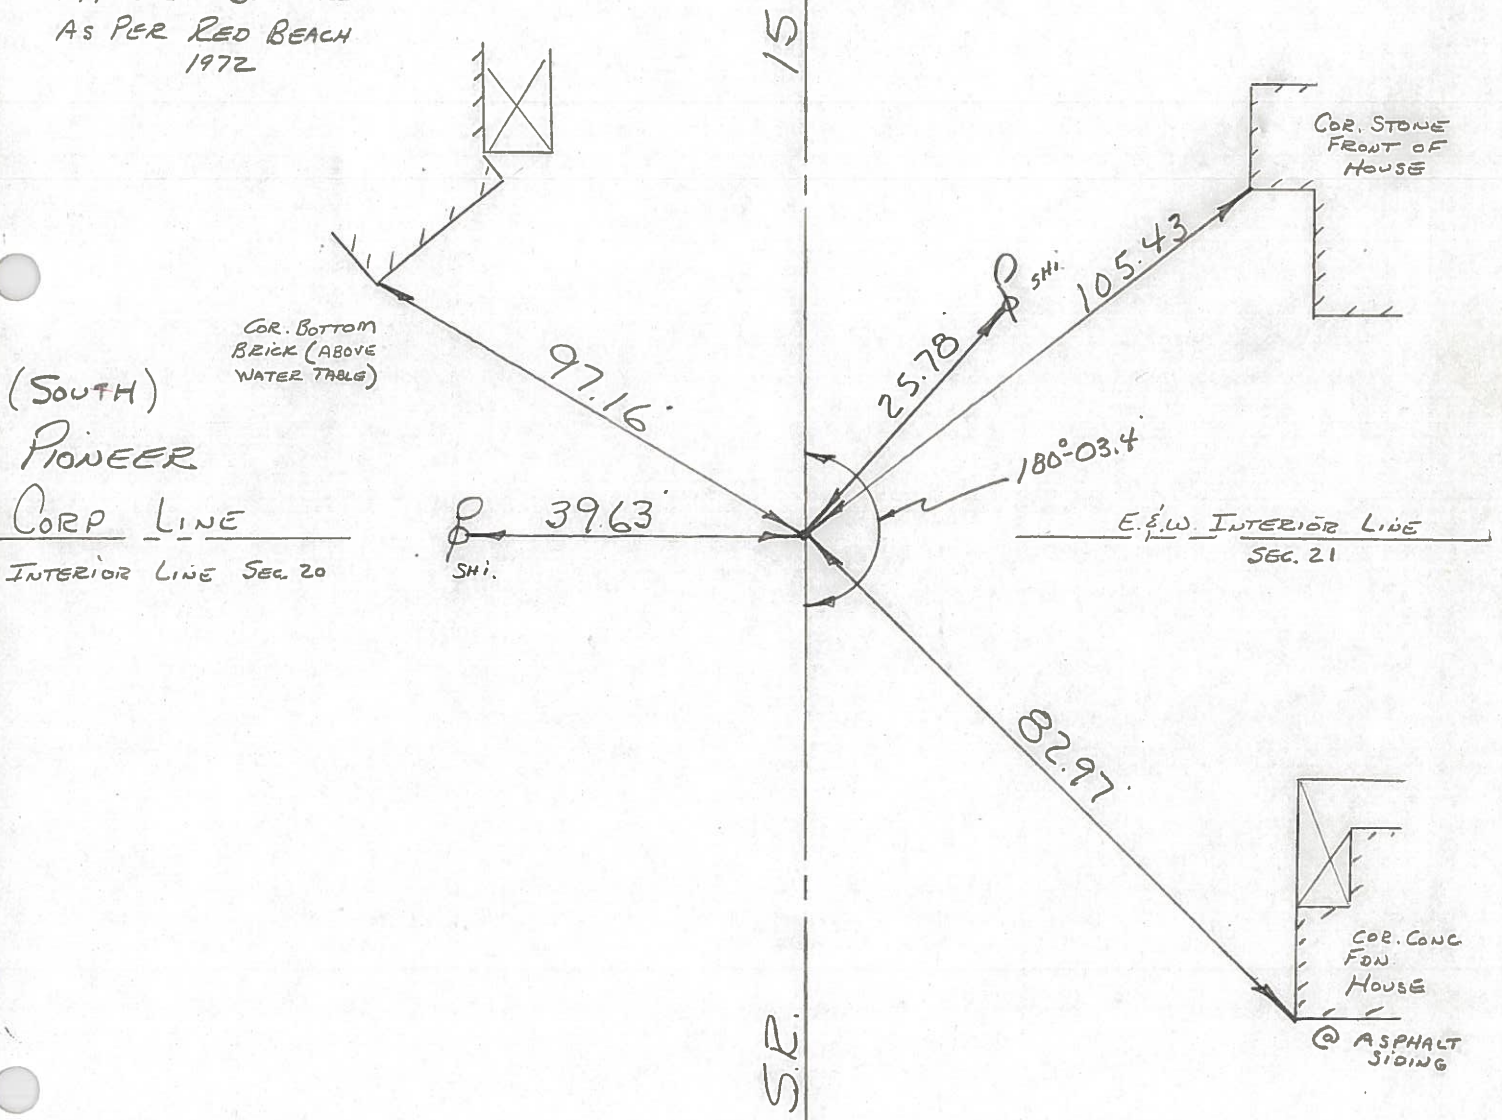 AS PER RED BEACH
1972
15
COR. STONE
FRONT OF
HOUSE
SHI.
105.43
25.78
COR. BOTTOM
BRICK (ABOVE
WATER TABLE)
97.16'
(SOUTH)
PIONEER
CORP LINE
INTERIOR LINE SEC. 20
39.63'
SHI.
180°-03.4'
E. & W. INTERIOR LINE
SEC. 21
82.97'
COR. CONC
FDN
HOUSE
@ ASPHALT
SIDING
S.R.